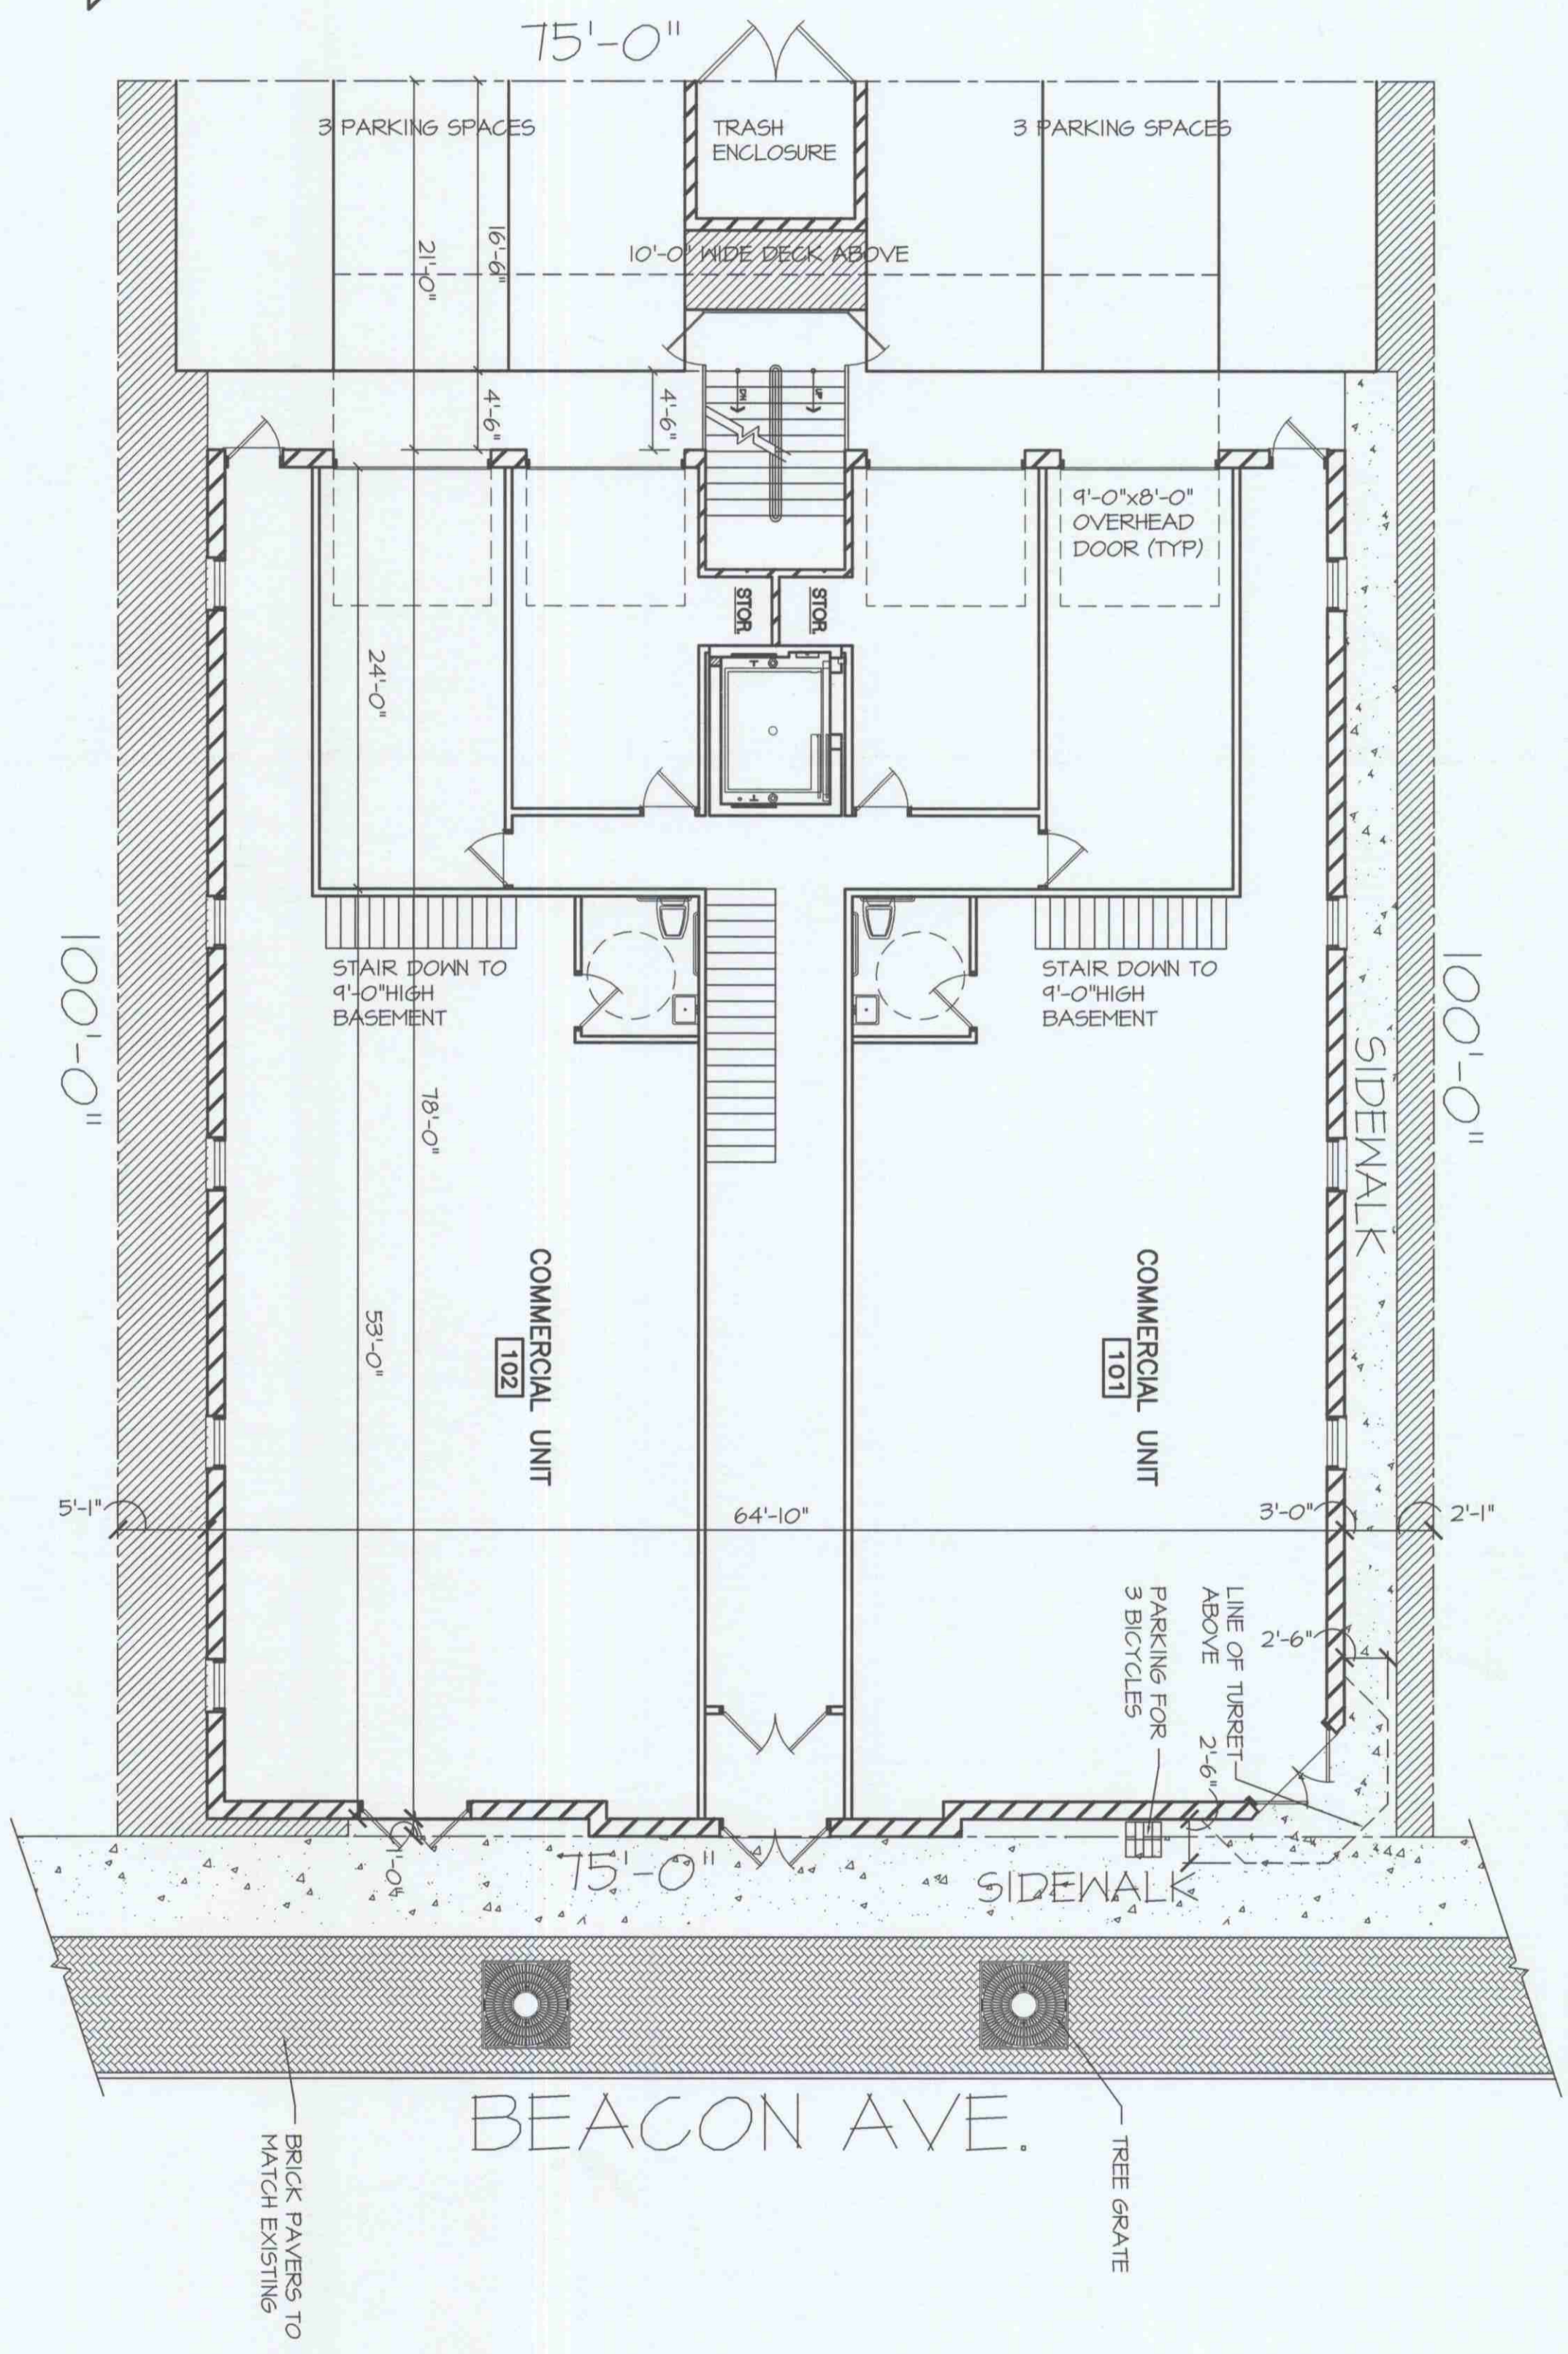 75'-0"
3 PARKING SPACES
TRASH
ENCLOSURE
3 PARKING SPACES
21'-0"
16'-6"
10'-0" WIDE DECK ABOVE
4'-6"
4'-6"
DN
UP
9'-0"x8'-0"
OVERHEAD
DOOR (TYP)
STOR.
STOR.
24'-0"
STAIR DOWN TO
9'-0"HIGH
BASEMENT
STAIR DOWN TO
9'-0"HIGH
BASEMENT
100'-0"
100'-0"
SIDEWALK
78'-0"
53'-0"
COMMERCIAL UNIT
102
COMMERCIAL UNIT
101
5'-1"
64'-10"
3'-0"
2'-1"
2'-6"
LINE OF TURRET
ABOVE
PARKING FOR
3 BICYCLES
2'-6"
1'-0"
75'-0"
SIDEWALK
BEACON AVE.
BRICK PAVERS TO
MATCH EXISTING
TREE GRATE